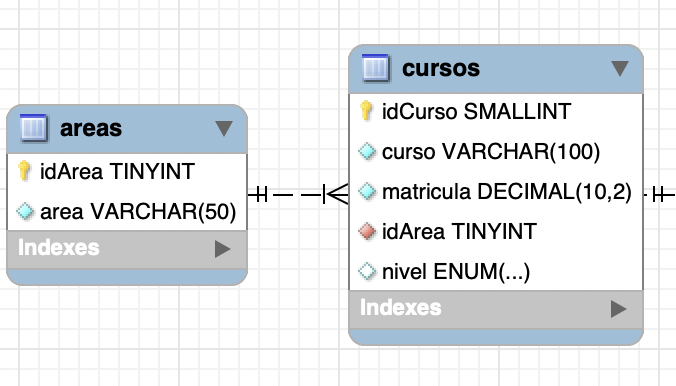 areas
idArea TINYINT
area VARCHAR(50)
Indexes
cursos
idCurso SMALLINT
curso VARCHAR(100)
matricula DECIMAL(10,2)
idArea TINYINT
nivel ENUM(...)
Indexes